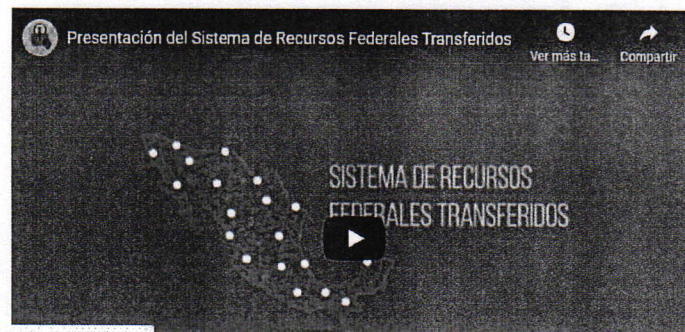 Presentación del Sistema de Recursos Federales Transferidos
Ver más ta...
Compartir
SISTEMA DE RECURSOS
FEDERALES TRANSFERIDOS